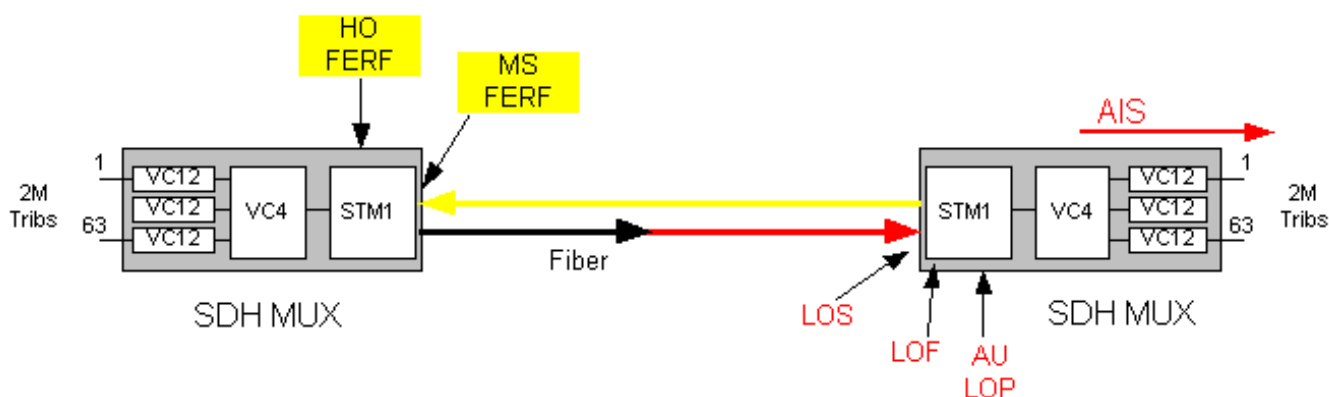 HO
FERF
MS
FERF
AIS
1
VC12
2M
Tribs
VC12
63
VC12
VC4
STM1
Fiber
SDH MUX
STM1
VC4
VC12
1
VC12
2M
Tribs
VC12
63
LOS
LOF
AU
LOP
SDH MUX